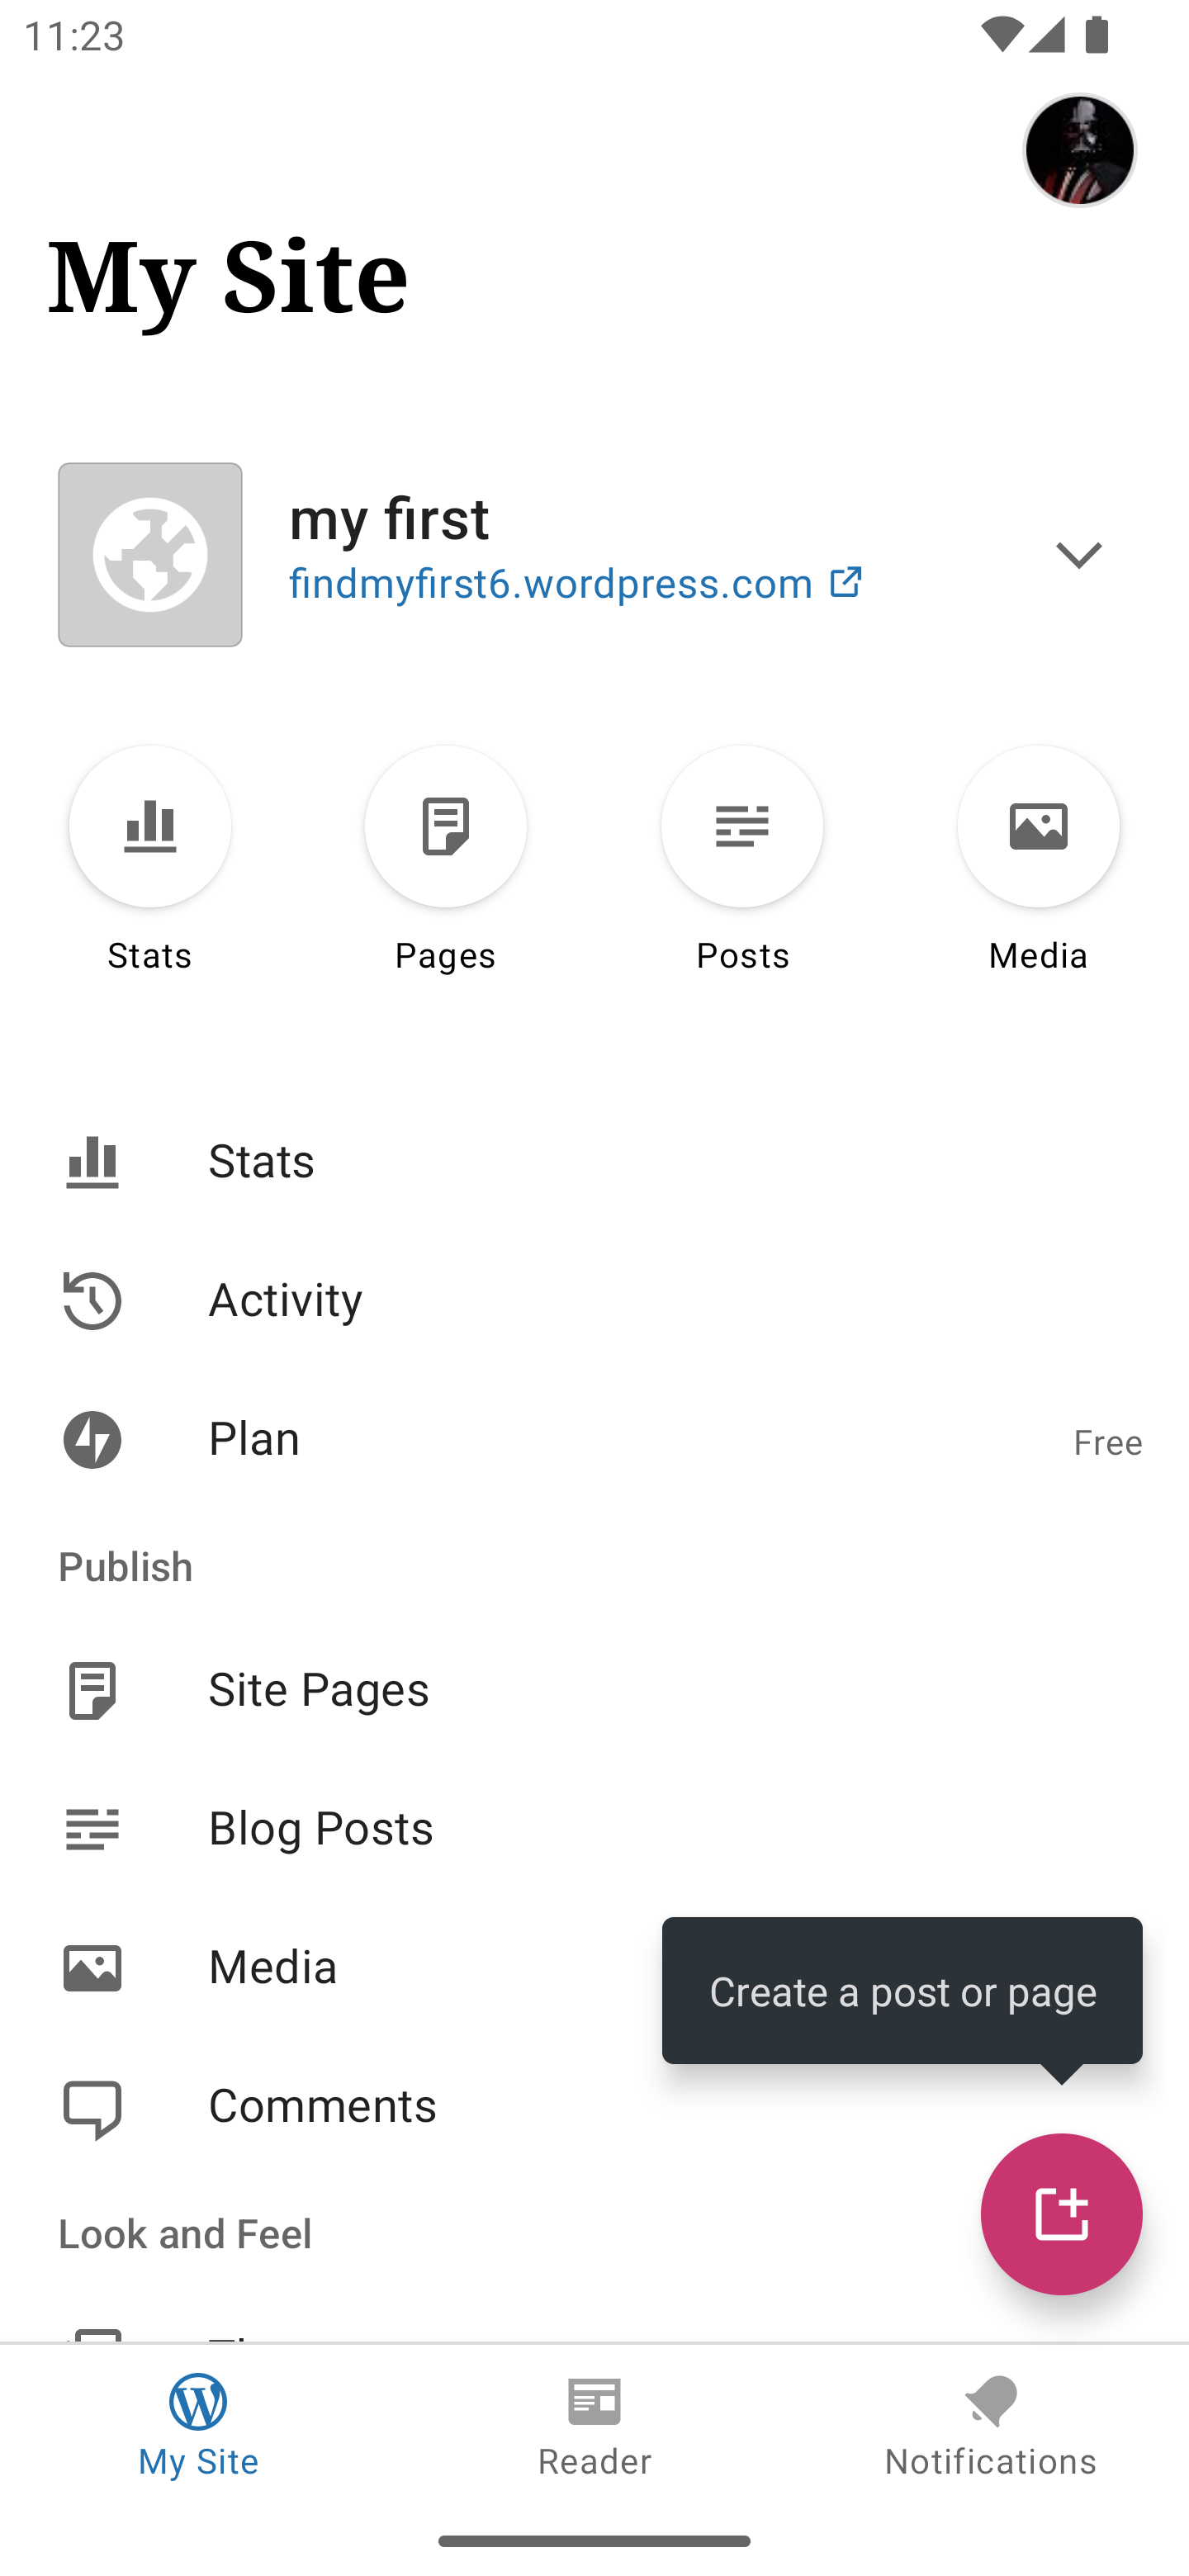 11:23
My Site
my first
findmyfirst6.wordpress.com
Stats
Pages
Posts
Media
Stats
Activity
Plan
Free
Publish
Site Pages
Blog Posts
Media
Create a post or page
Comments
Look and Feel
My Site
Reader
Notifications